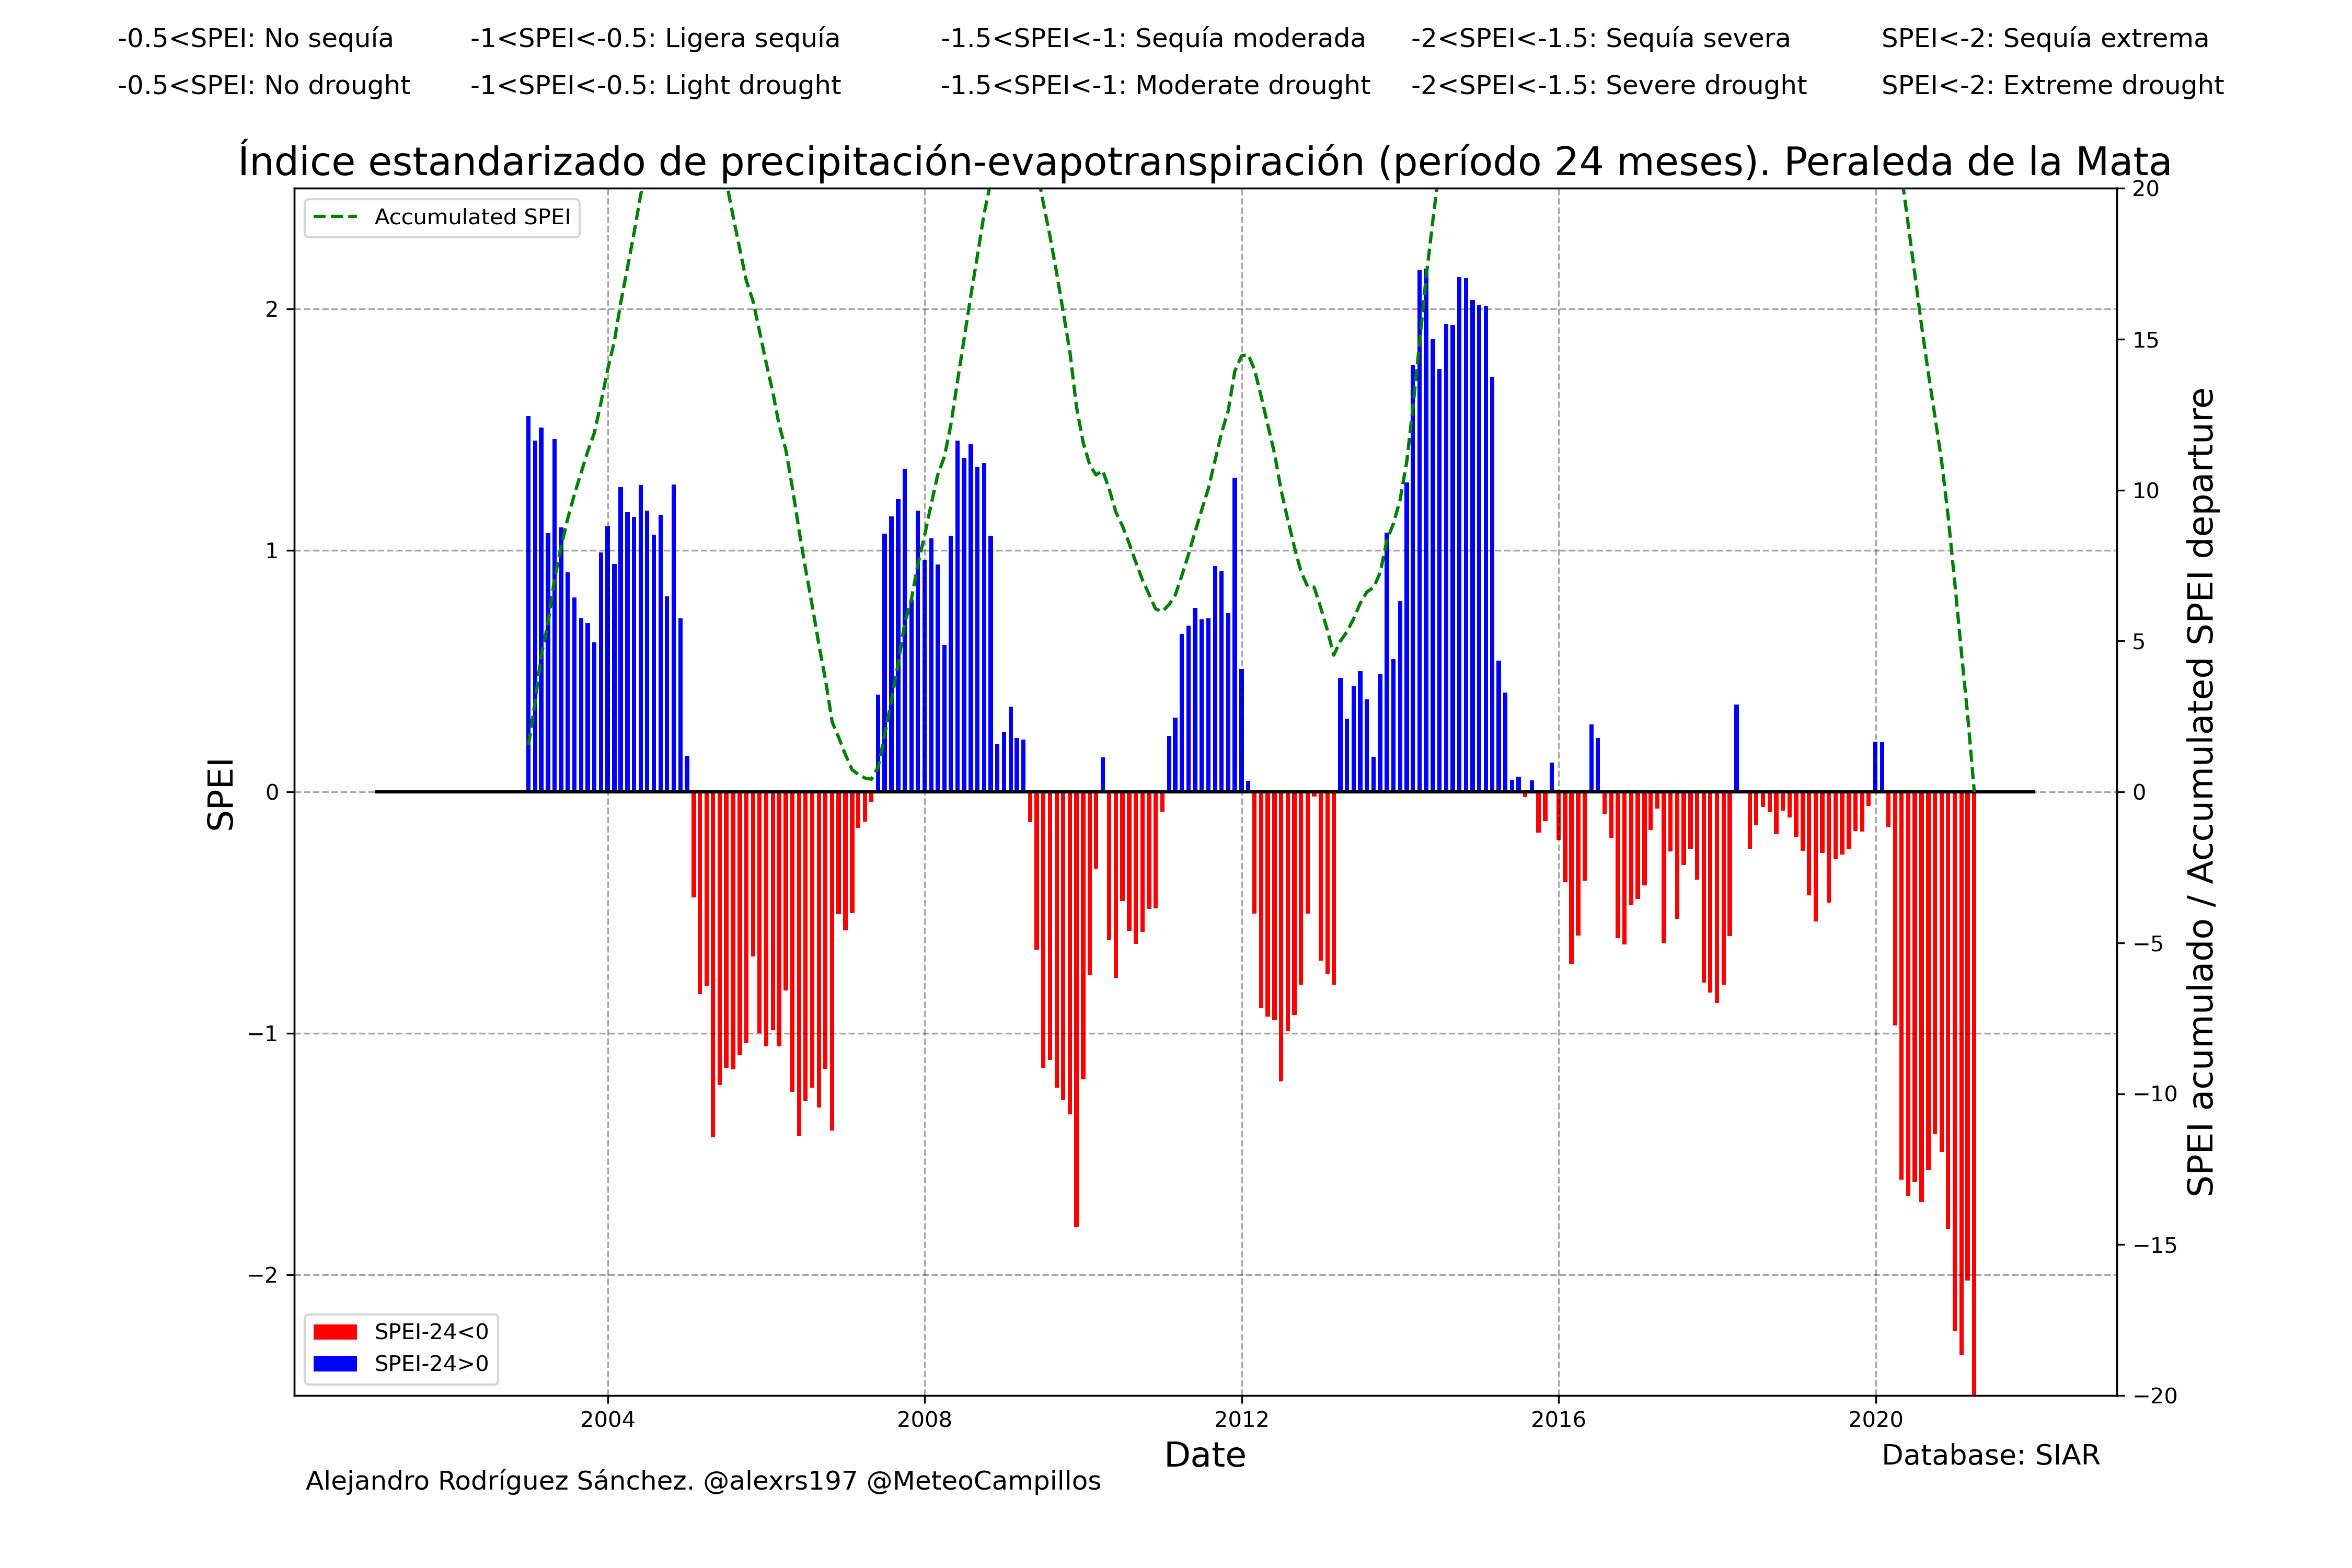 -0.5<SPEI: No sequía -1<SPEI<-0.5: Ligera sequía -1.5<SPEI<-1: Sequía moderada -2<SPEI<-1.5: Sequía severa SPEI<-2: Sequía extrema
-0.5<SPEI: No drought -1<SPEI<-0.5: Light drought -1.5<SPEI<-1: Moderate drought -2<SPEI<-1.5: Severe drought SPEI<-2: Extreme drought
Índice estandarizado de precipitación-evapotranspiración (período 24 meses). Peraleda de la Mata
Accumulated SPEI
SPEI
2
1
0
−1
−2
20
15
10
5
0
−5
−10
−15
−20
SPEI acumulado / Accumulated SPEI departure
SPEI-24<0
SPEI-24>0
2004 2008 2012 2016 2020
Date
Database: SIAR
Alejandro Rodríguez Sánchez. @alexrs197 @MeteoCampillos